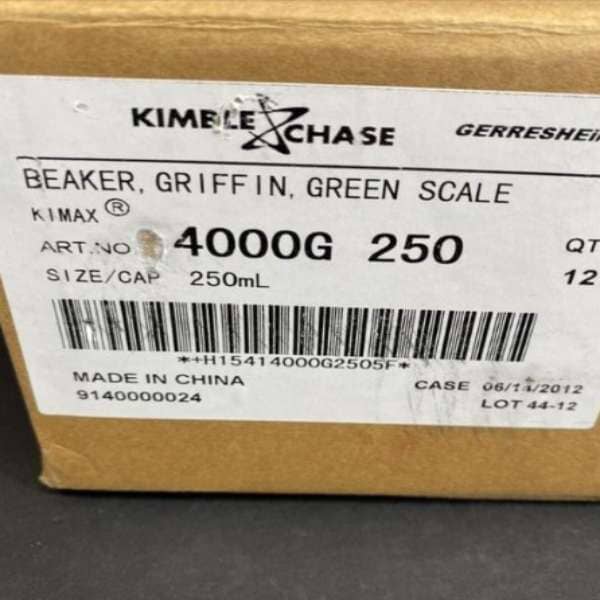 KIMBLE CHASE GERRESHEI
BEAKER, GRIFFIN, GREEN SCALE
KIMAX®
ART.NO 4000G 250 QT
SIZE/CAP 250mL 12
*+H15414000G2505F*
MADE IN CHINA CASE 06/14/2012
9140000024 LOT 44-12